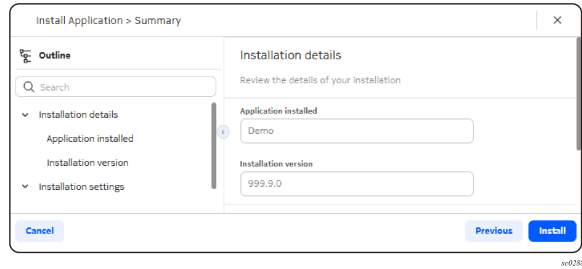 Install Application > Summary
Outline
Search
Installation details
Application installed
Installation version
Installation settings
Installation details
Review the details of your installation
Application installed
Demo
Installation version
999.9.0
Cancel
Previous
Install